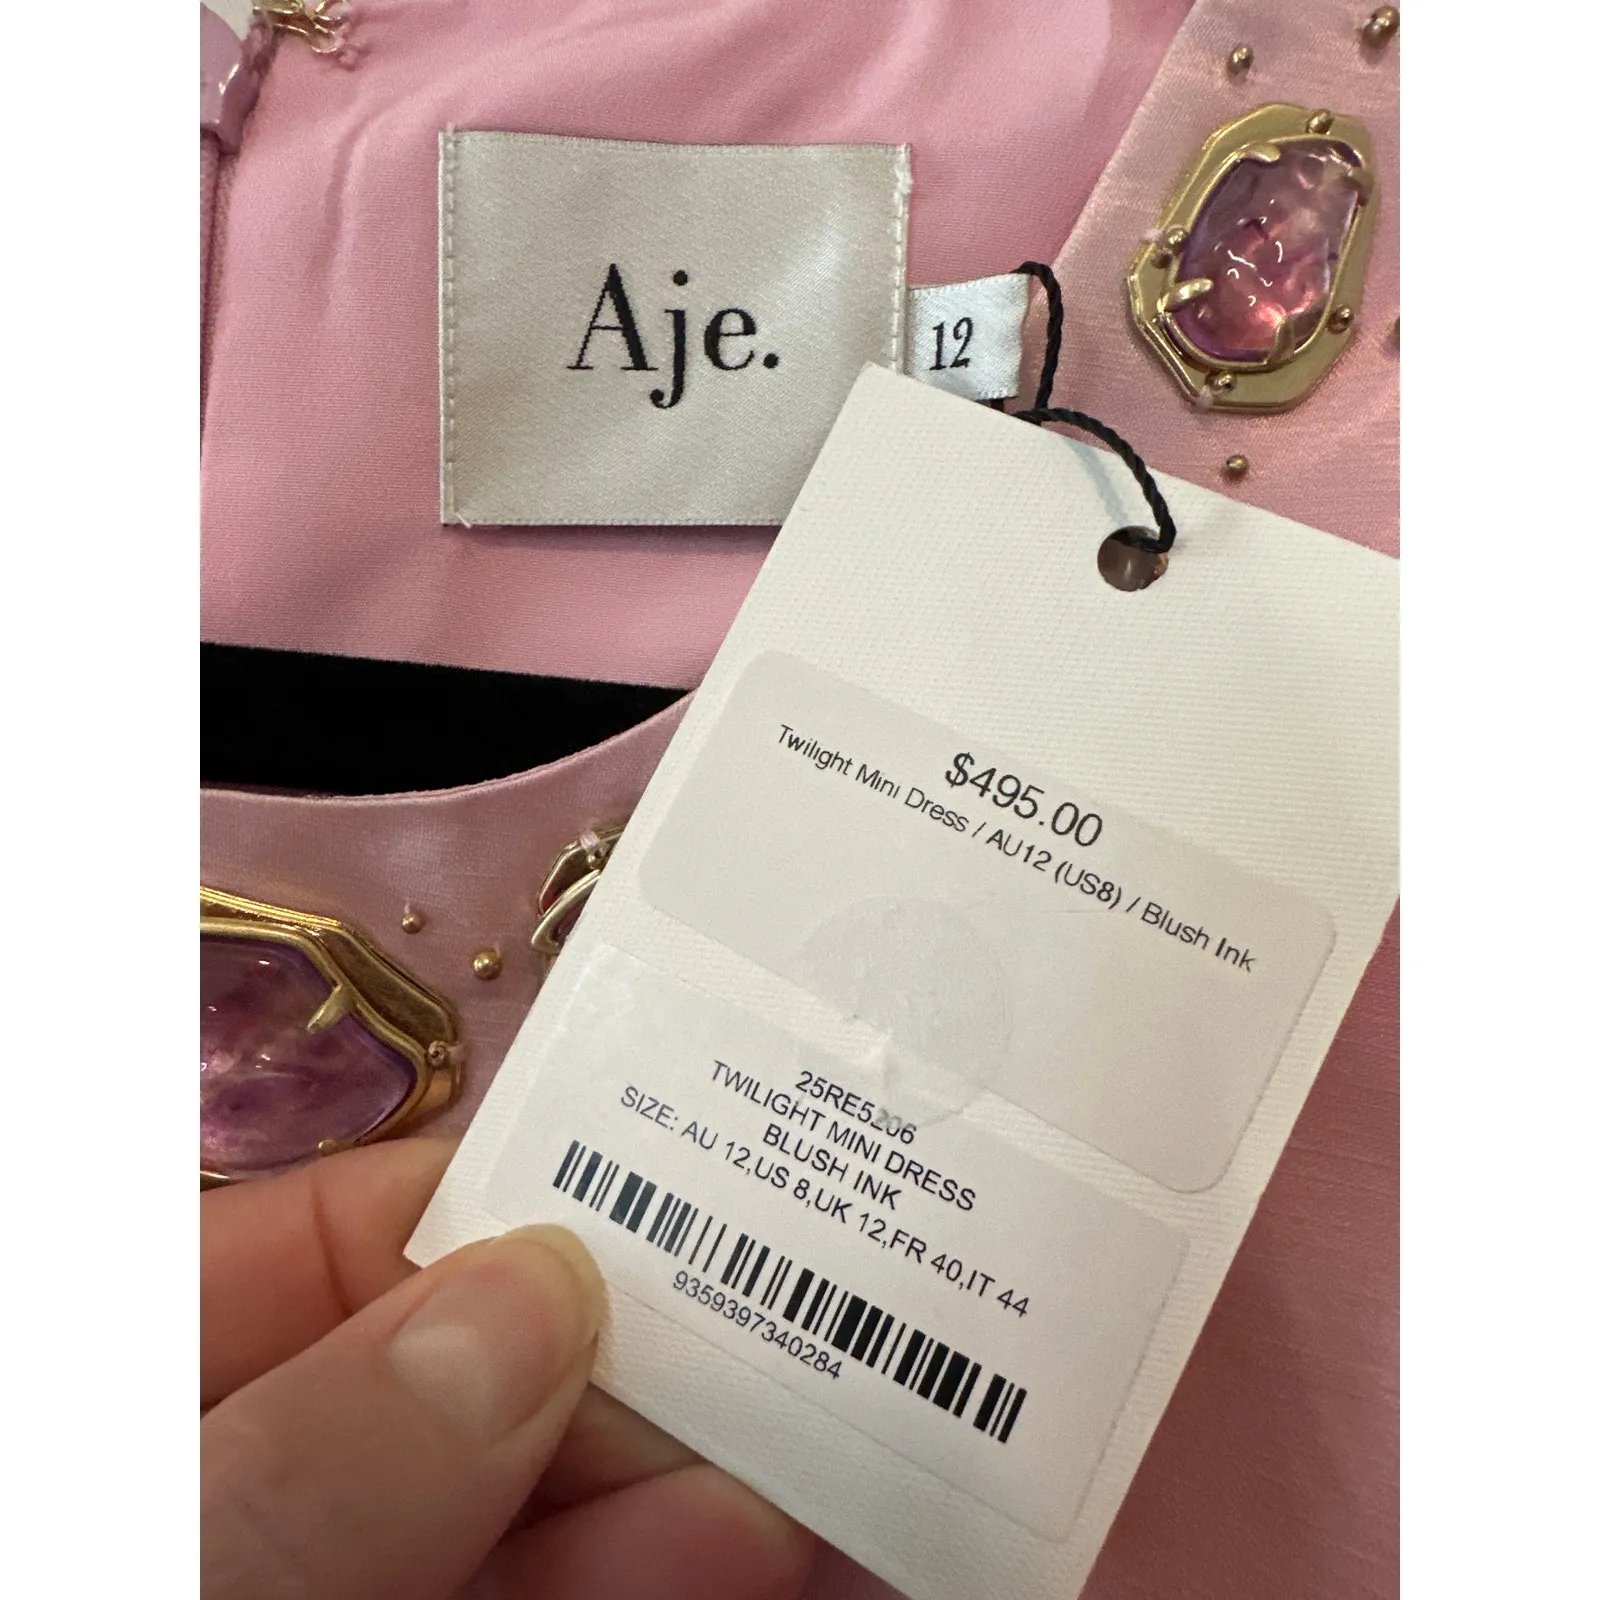 Aje.
12
$495.00
Twilight Mini Dress / AU12 (US8) / Blush Ink
25RE5206
TWILIGHT MINI DRESS
BLUSH INK
SIZE: AU 12,US 8,UK 12,FR 40,IT 44
9359397340284